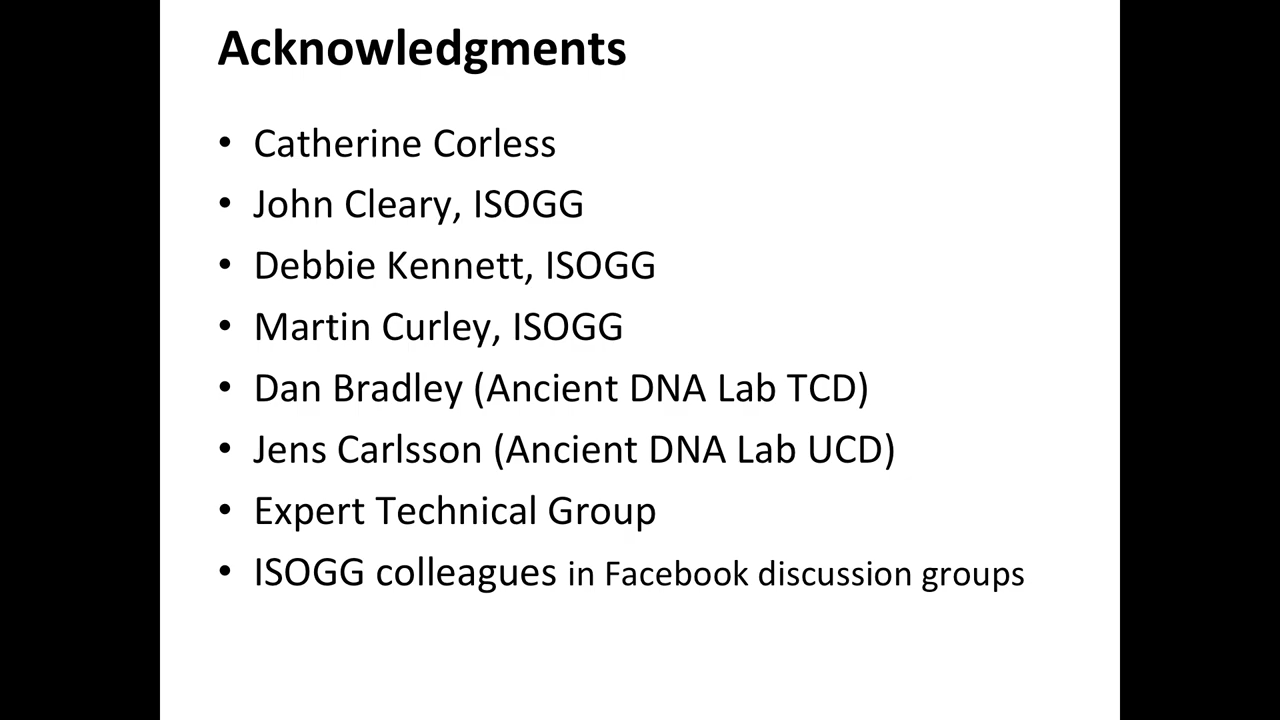 Acknowledgments
• Catherine Corless
• John Cleary, ISOGG
• Debbie Kennett, ISOGG
• Martin Curley, ISOGG
• Dan Bradley (Ancient DNA Lab TCD)
• Jens Carlsson (Ancient DNA Lab UCD)
• Expert Technical Group
• ISOGG colleagues in Facebook discussion groups